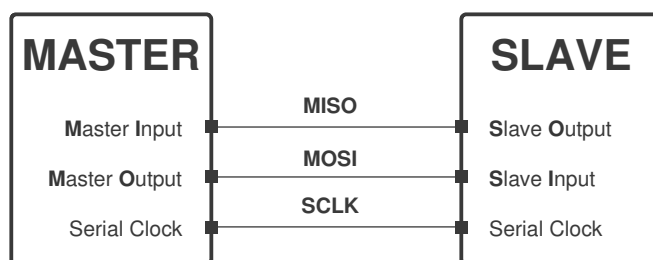 MASTER
SLAVE
MISO
Master Input
Slave Output
MOSI
Master Output
Slave Input
SCLK
Serial Clock
Serial Clock